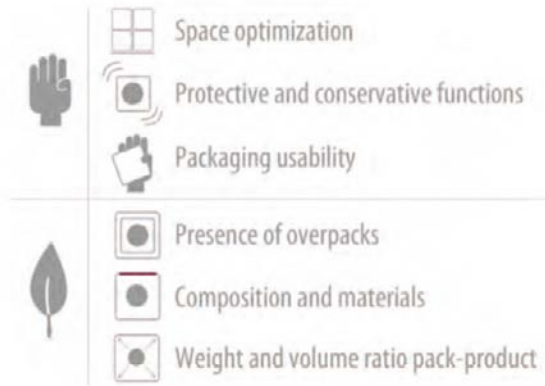 Space optimization
Protective and conservative functions
Packaging usability
Presence of overpacks
Composition and materials
Weight and volume ratio pack-product